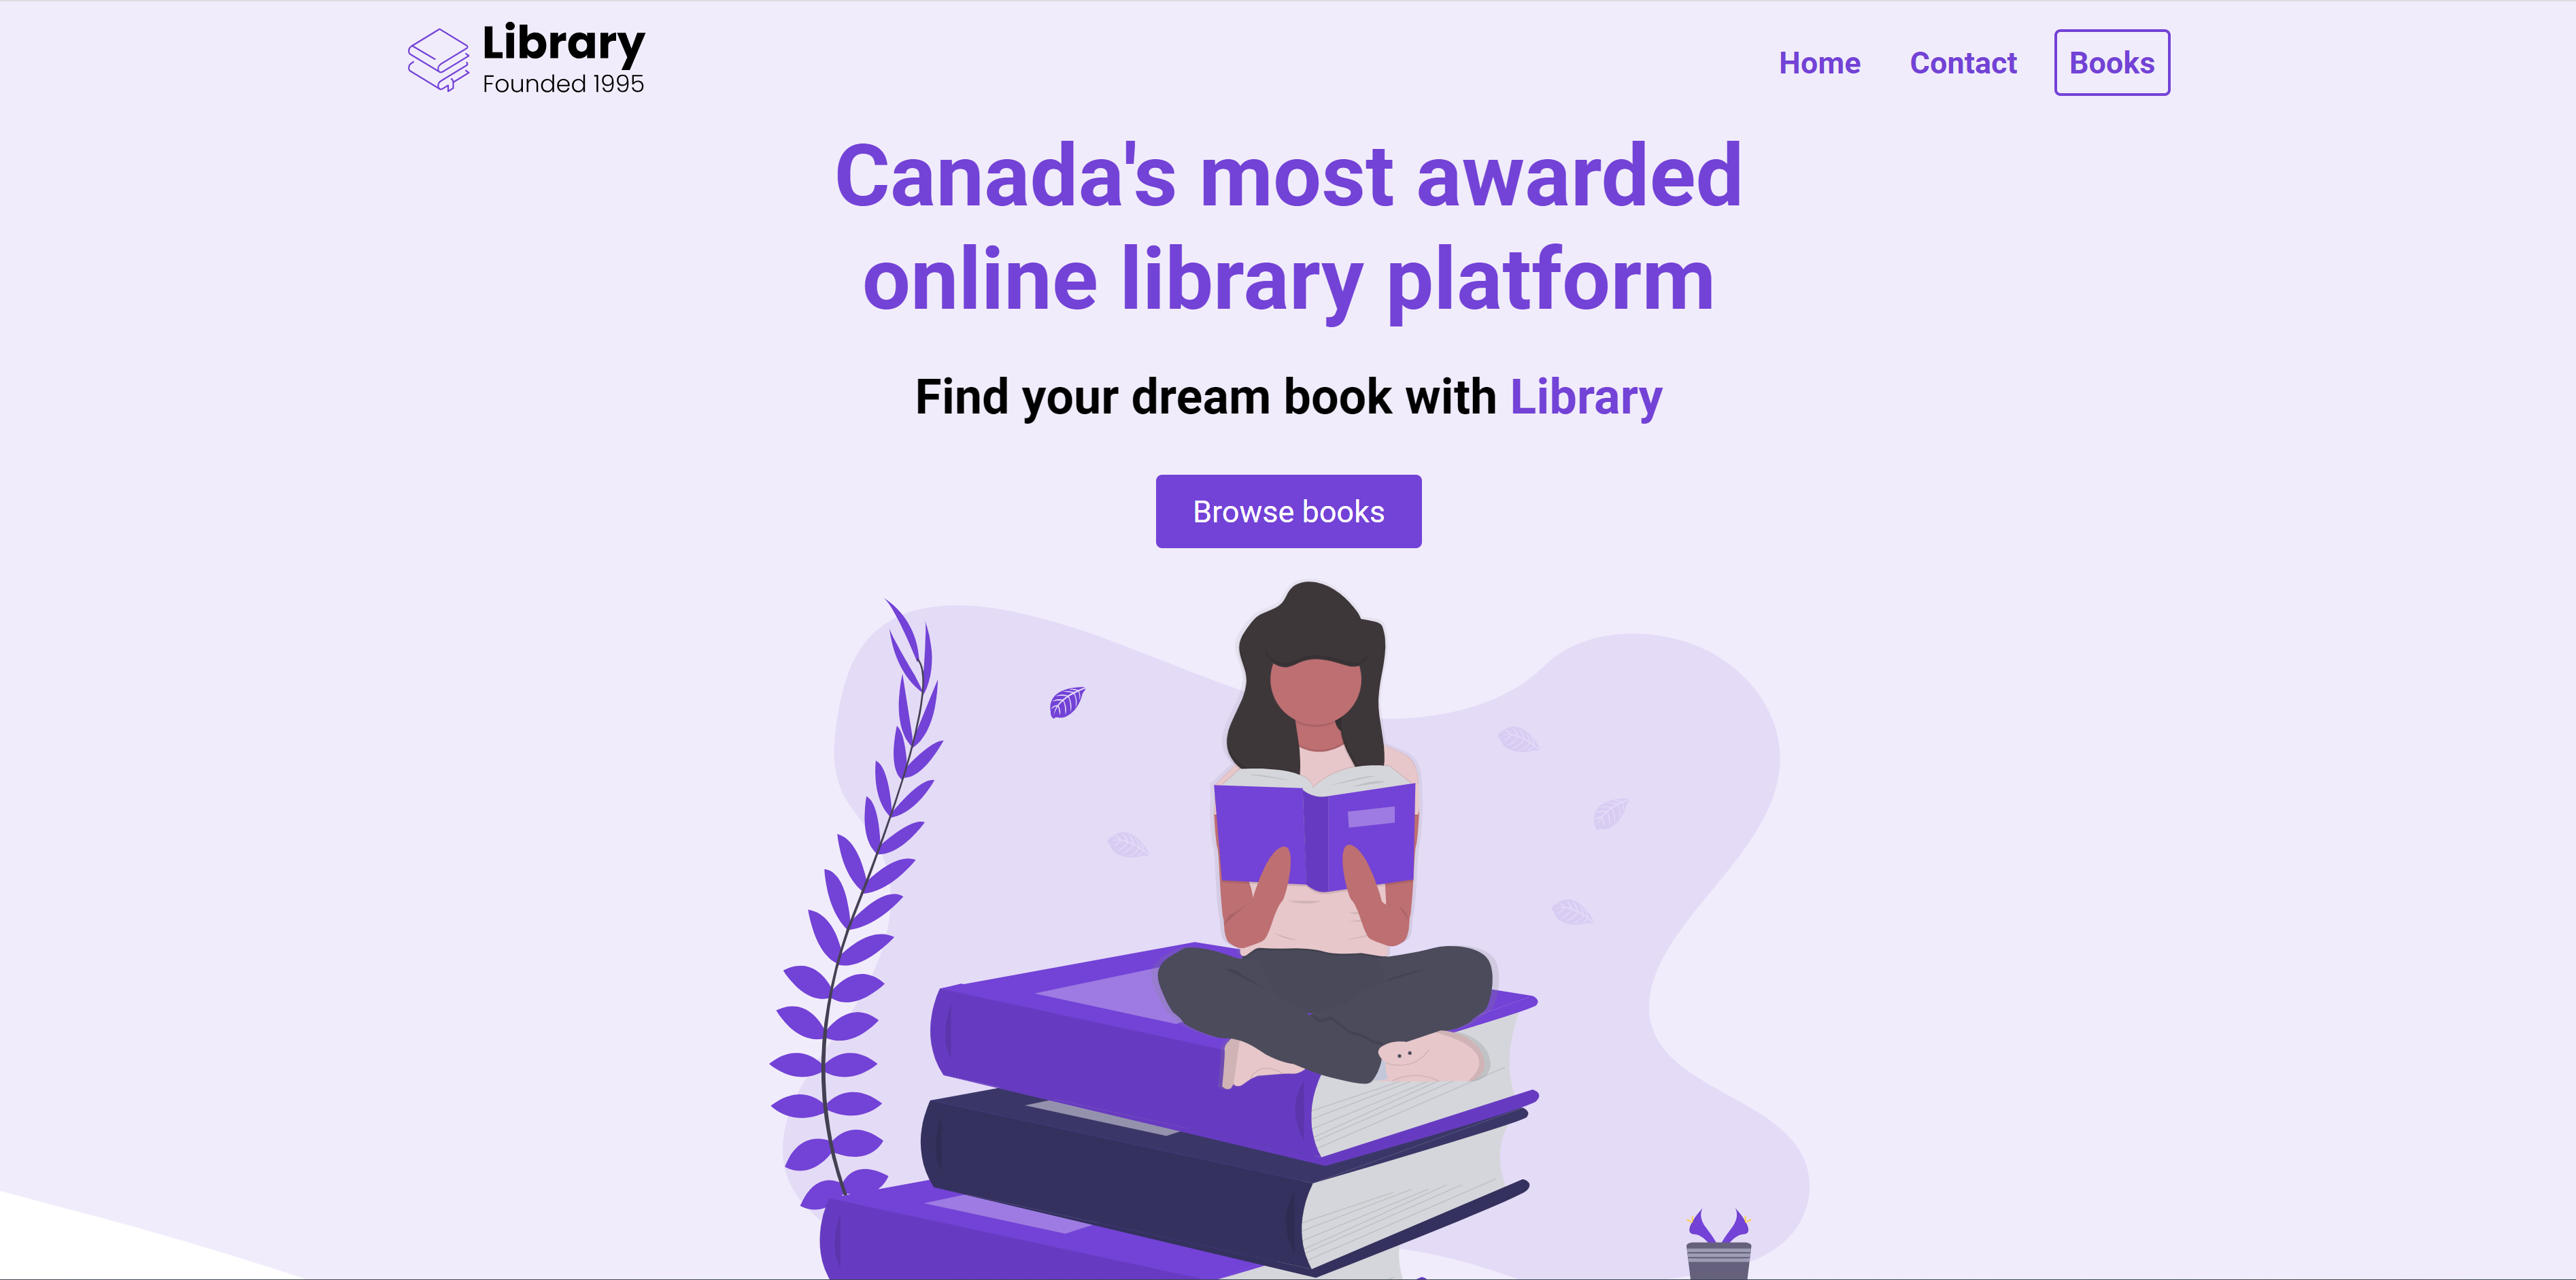 Library
Founded 1995
Home Contact Books
Canada's most awarded
online library platform
Find your dream book with Library
Browse books